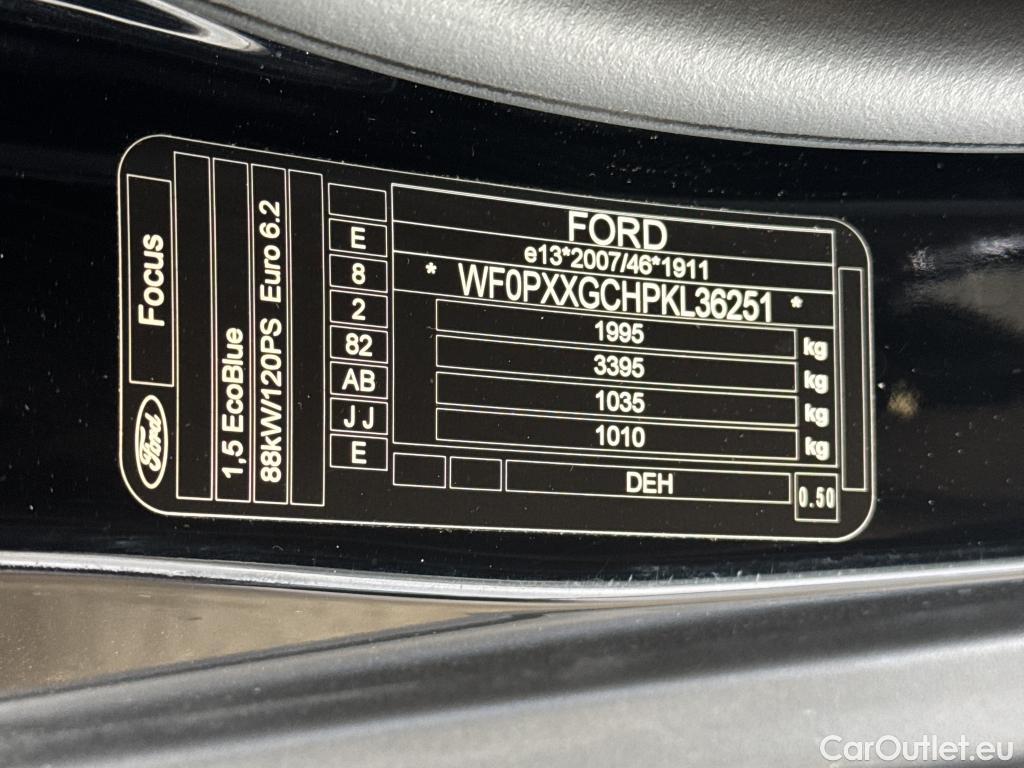 Focus
Ford
1,5 EcoBlue
88kW/120PS Euro 6.2
E
8
2
82
AB
J J
E
FORD
e13*2007/46*1911
* WF0PXXGCHPKL36251 *
1995 kg
3395 kg
1035 kg
1010 kg
DEH
0.50
CarOutlet.eu